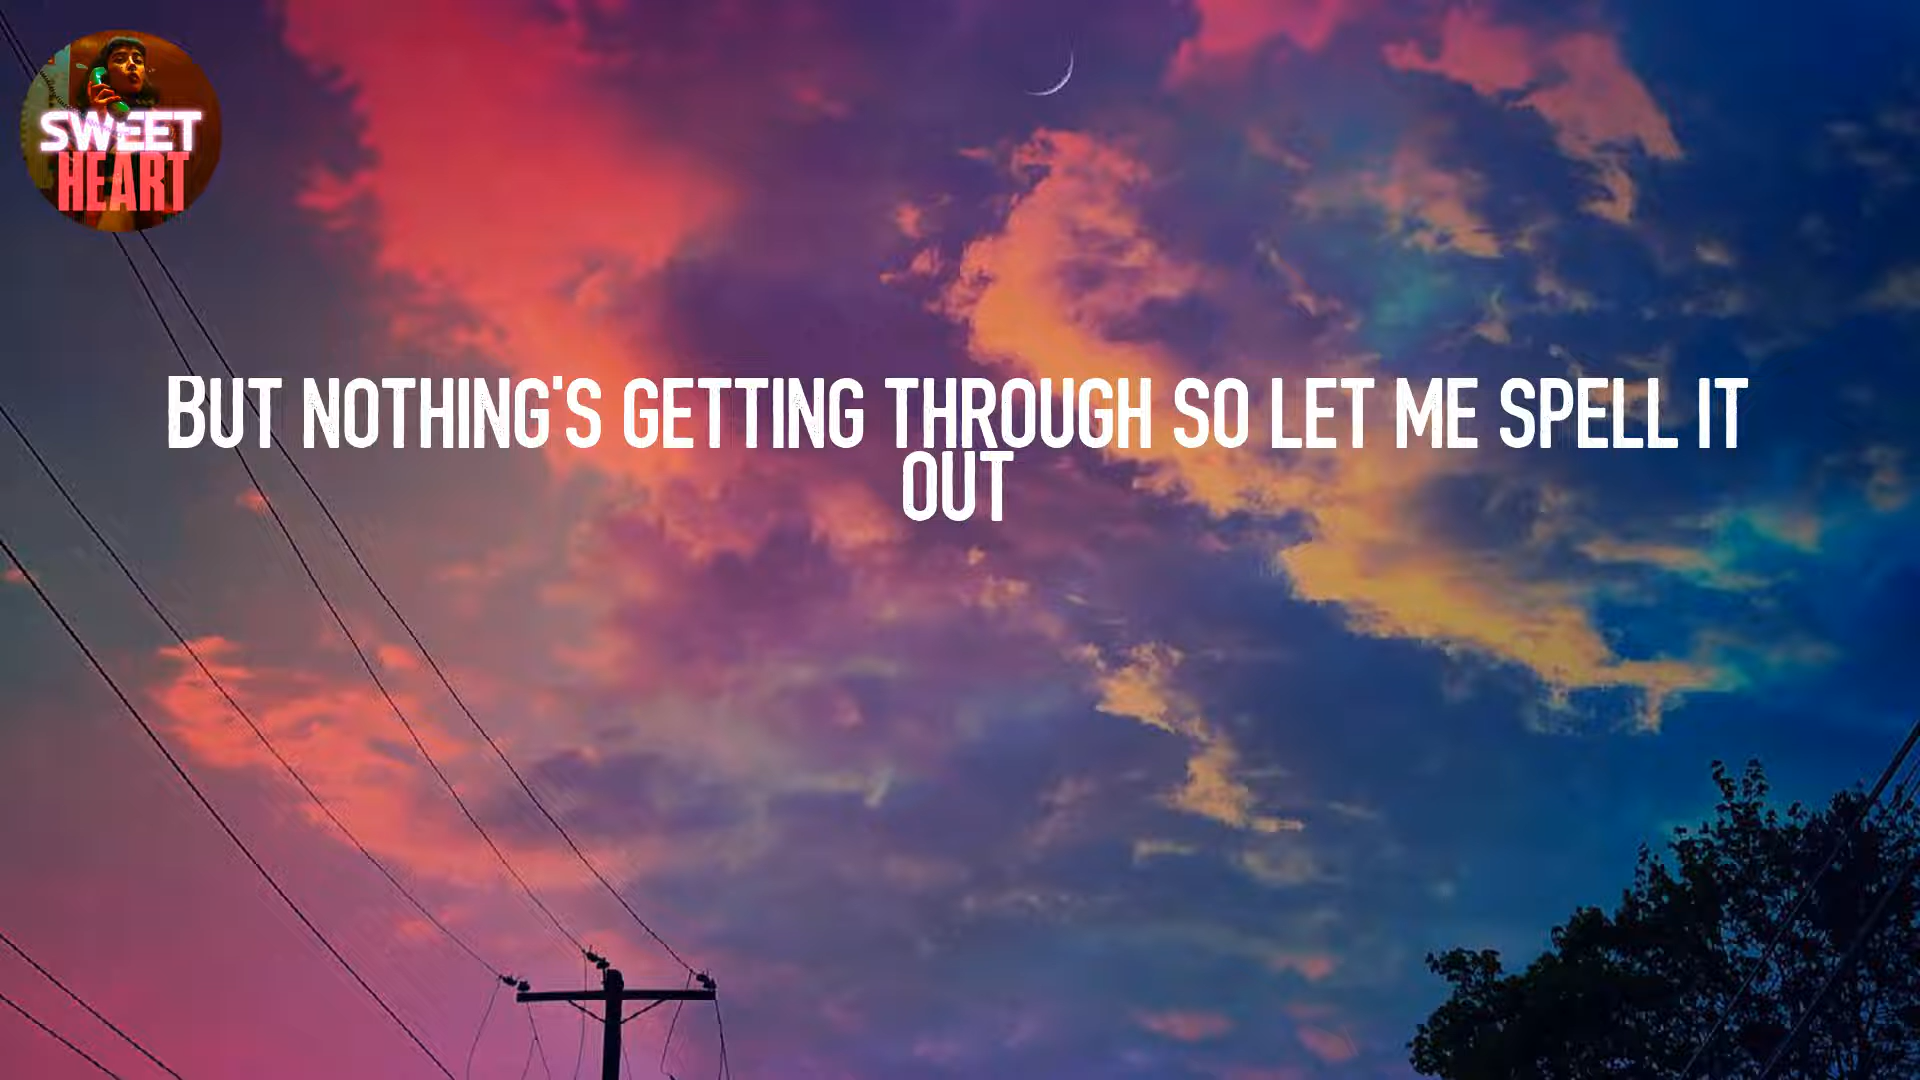 SWEET
HEART
BUT NOTHING'S GETTING THROUGH SO LET ME SPELL IT
OUT